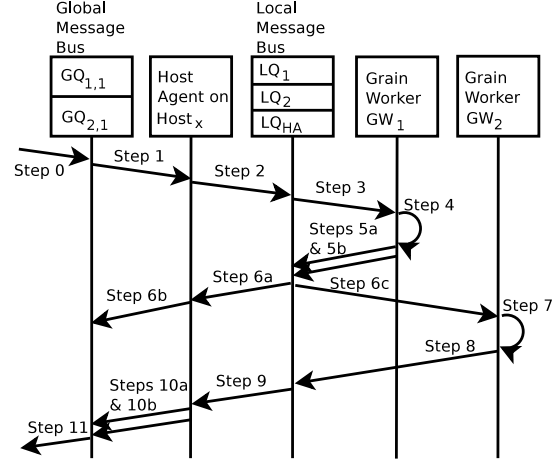 Global
Message
Bus
Local
Message
Bus
GQ1,1
GQ2,1
Host
Agent on
Hostx
LQ1
LQ2
LQHA
Grain
Worker
GW1
Grain
Worker
GW2
Step 0
Step 1
Step 2
Step 3
Step 4
Steps 5a
& 5b
Step 6a
Step 6b
Step 6c
Step 7
Step 8
Step 9
Steps 10a
& 10b
Step 11